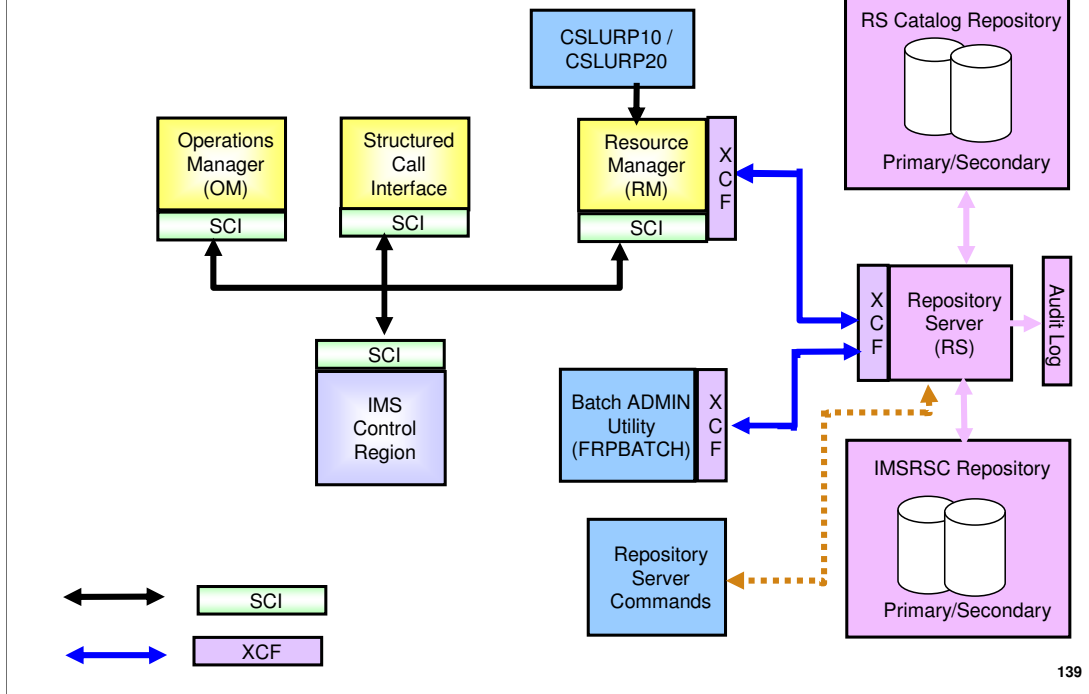 CSLURP10 /
CSLURP20
RS Catalog Repository
Primary/Secondary
Operations
Manager
(OM)
SCI
Structured
Call
Interface
SCI
Resource
Manager
(RM)
SCI
X
C
F
X
C
F
Repository
Server
(RS)
Audit Log
SCI
IMS
Control
Region
Batch ADMIN
Utility
(FRPBATCH)
X
C
F
IMSRSC Repository
Primary/Secondary
Repository
Server
Commands
SCI
XCF
139